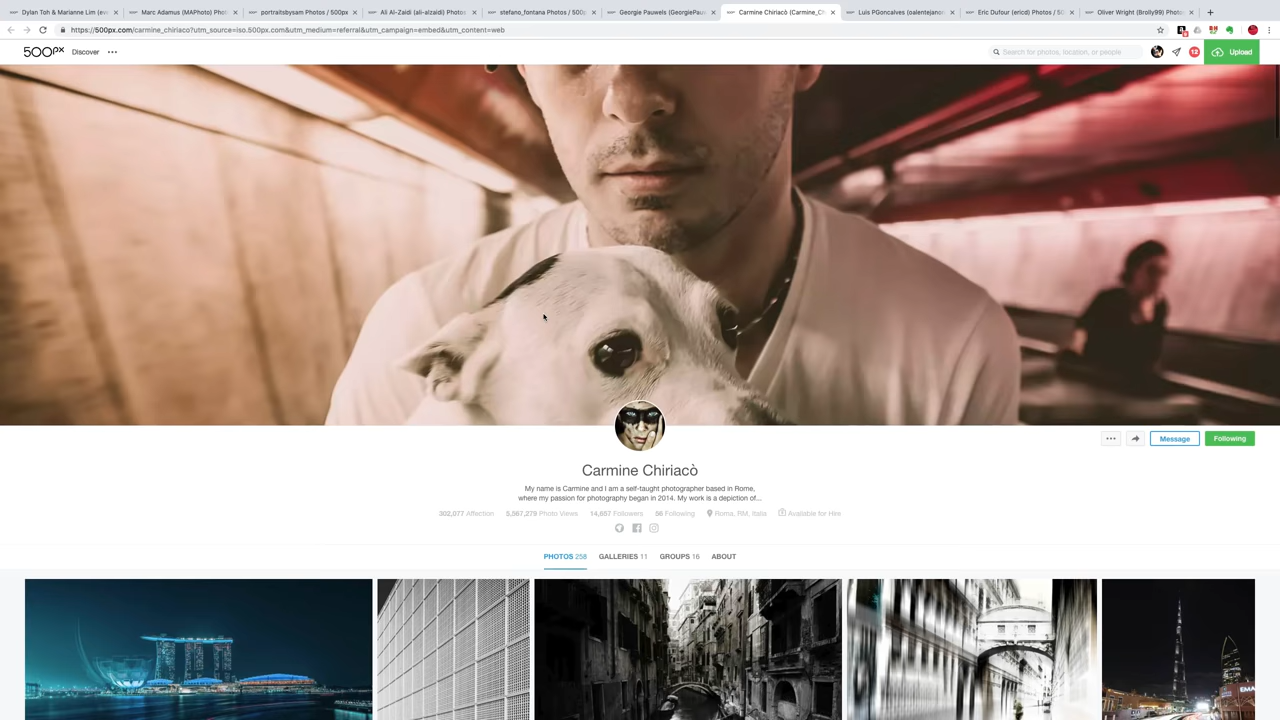 Dylan Toh & Marianne Lim (ev
Marc Adamus (MAPhoto) Phot
portraitsbysam Photos / 500px
Ali Al-Zaidi (ali-alzaidi) Photos
stefano_fontana Photos / 500p
Georgie Pauwels (GeorgiePauw
Carmine Chiriacò (Carmine_Ch
Luis PGoncalves (oalentejano
Eric Dufour (ericd) Photos / 50
Oliver Wright (Brolly99) Photo
https://500px.com/carmine_chiriaco?utm_source=iso.500px.com&utm_medium=referral&utm_campaign=embed&utm_content=web
500px
Discover
Search for photos, location, or people
12
Upload
Message
Following
Carmine Chiriacò
My name is Carmine and I am a self-taught photographer based in Rome,
where my passion for photography began in 2014. My work is a depiction of...
302,077 Affection 5,567,279 Photo Views 14,657 Followers 56 Following Roma, RM, Italia Available for Hire
PHOTOS 258 GALLERIES 11 GROUPS 16 ABOUT